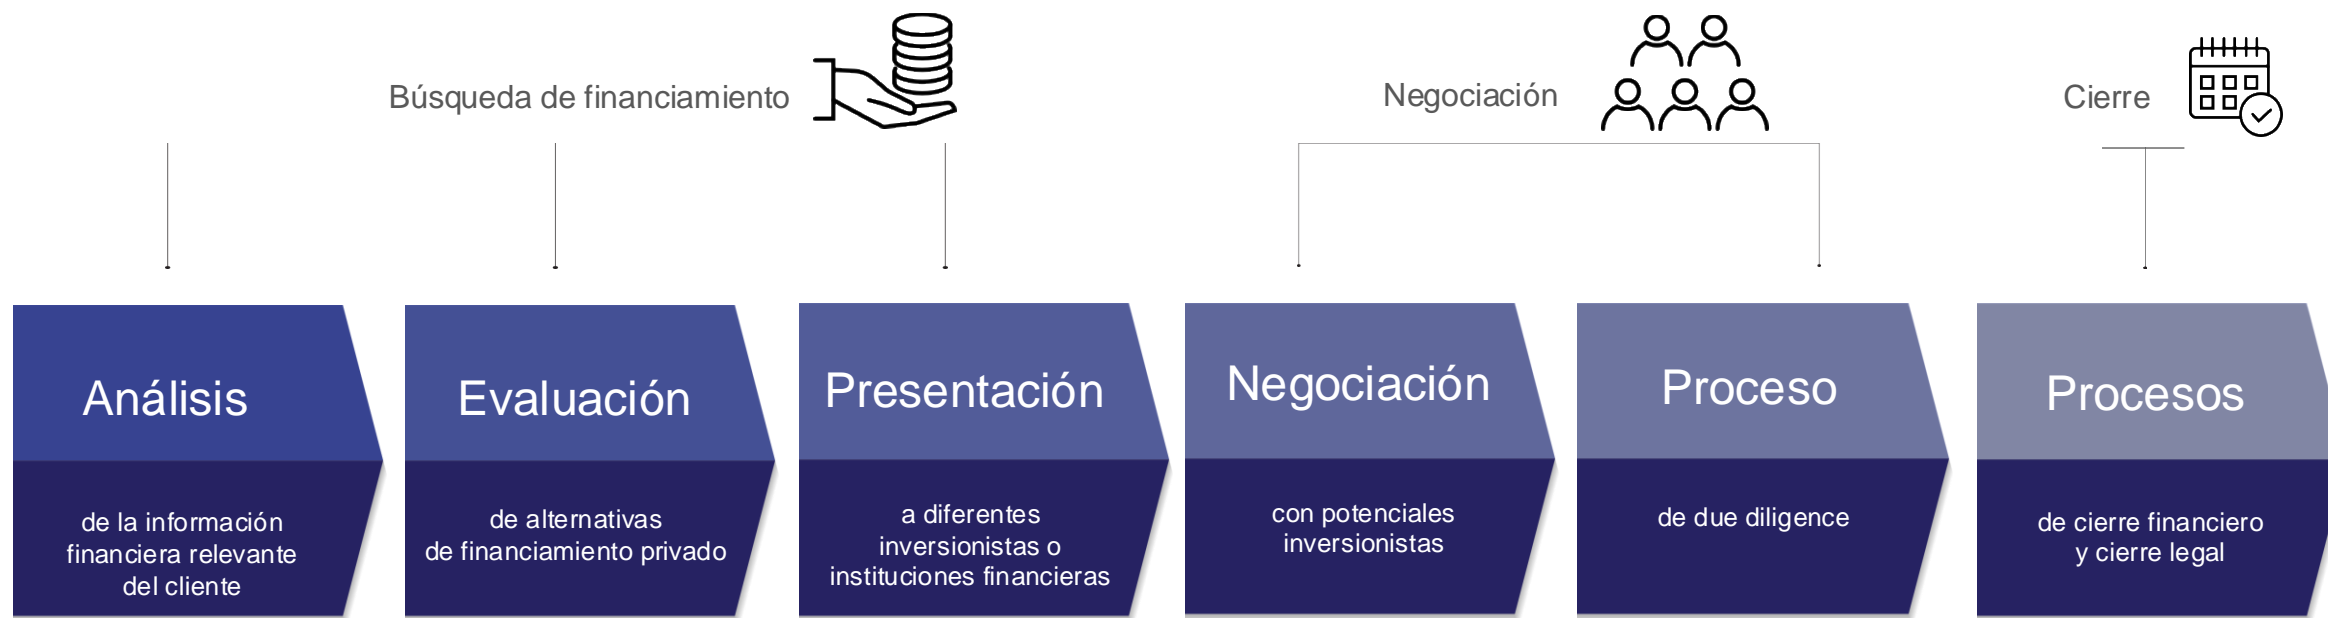 Búsqueda de financiamiento
Negociación
Cierre
Análisis
de la información
financiera relevante
del cliente
Evaluación
de alternativas
de financiamiento privado
Presentación
a diferentes
inversionistas o
instituciones financieras
Negociación
con potenciales
inversionistas
Proceso
de due diligence
Procesos
de cierre financiero
y cierre legal